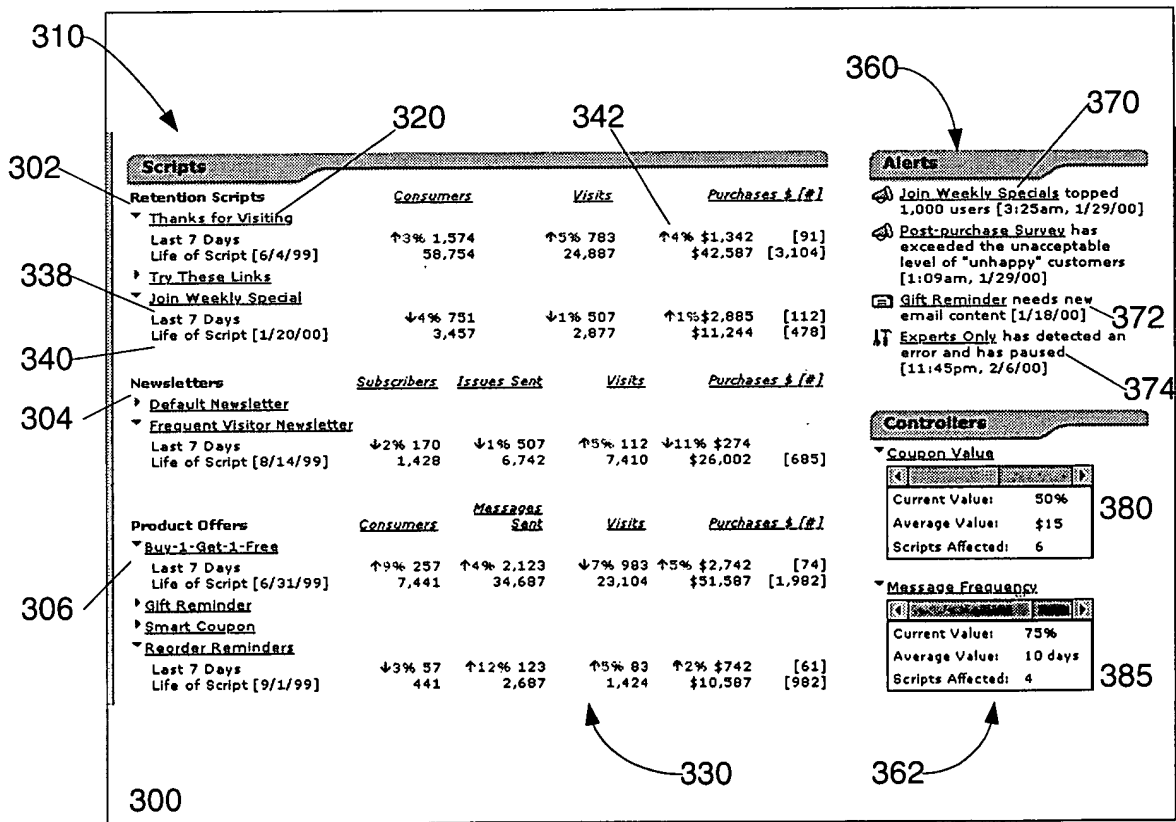 310
360
370
320
342
302
Scripts
Retention Scripts Consumers Visits Purchases $ [#]
Thanks for Visiting
Last 7 Days ↑3% 1,574 ↑5% 783 ↑4% $1,342 [91]
Life of Script [6/4/99] 58,754 24,887 $42,587 [3,104]
338
Try These Links
Join Weekly Special
Last 7 Days ↓4% 751 ↓1% 507 ↑1% $2,885 [112]
Life of Script [1/20/00] 3,457 2,877 $11,244 [478]
340
Newsletters Subscribers Issues Sent Visits Purchases $ [#]
304
Default Newsletter
Frequent Visitor Newsletter
Last 7 Days ↓2% 170 ↓1% 507 ↑5% 112 ↓11% $274
Life of Script [8/14/99] 1,428 6,742 7,410 $26,002 [685]
Product Offers Consumers Messages Sent Visits Purchases $ [#]
Buy-1-Get-1-Free
Last 7 Days ↑9% 257 ↑4% 2,123 ↓7% 983 ↑5% $2,742 [74]
Life of Script [6/31/99] 7,441 34,687 23,104 $51,587 [1,982]
306
Gift Reminder
Smart Coupon
Reorder Reminders
Last 7 Days ↓3% 57 ↑12% 123 ↑5% 83 ↑2% $742 [61]
Life of Script [9/1/99] 441 2,687 1,424 $10,587 [982]
330
300
Alerts
Join Weekly Specials topped
1,000 users [3:25am, 1/29/00]
Post-purchase Survey has
exceeded the unacceptable
level of "unhappy" customers
[1:09am, 1/29/00]
Gift Reminder needs new
email content [1/18/00]
372
Experts Only has detected an
error and has paused
[11:45pm, 2/6/00]
374
Controllers
Coupon Value
Current Value: 50%
380
Average Value: $15
Scripts Affected: 6
Message Frequency
Current Value: 75%
Average Value: 10 days
Scripts Affected: 4
385
362